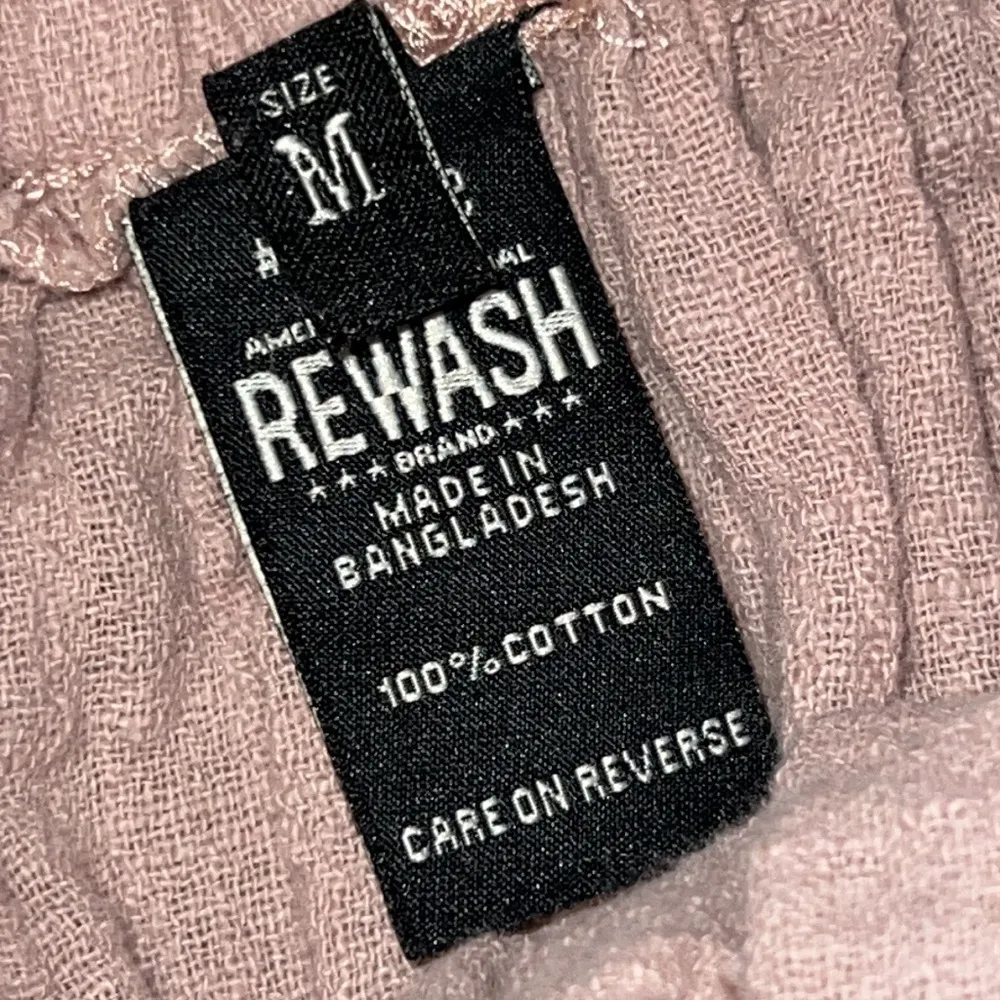 SIZE
M
REWASH
BRAND
MADE IN
BANGLADESH
100% COTTON
CARE ON REVERSE